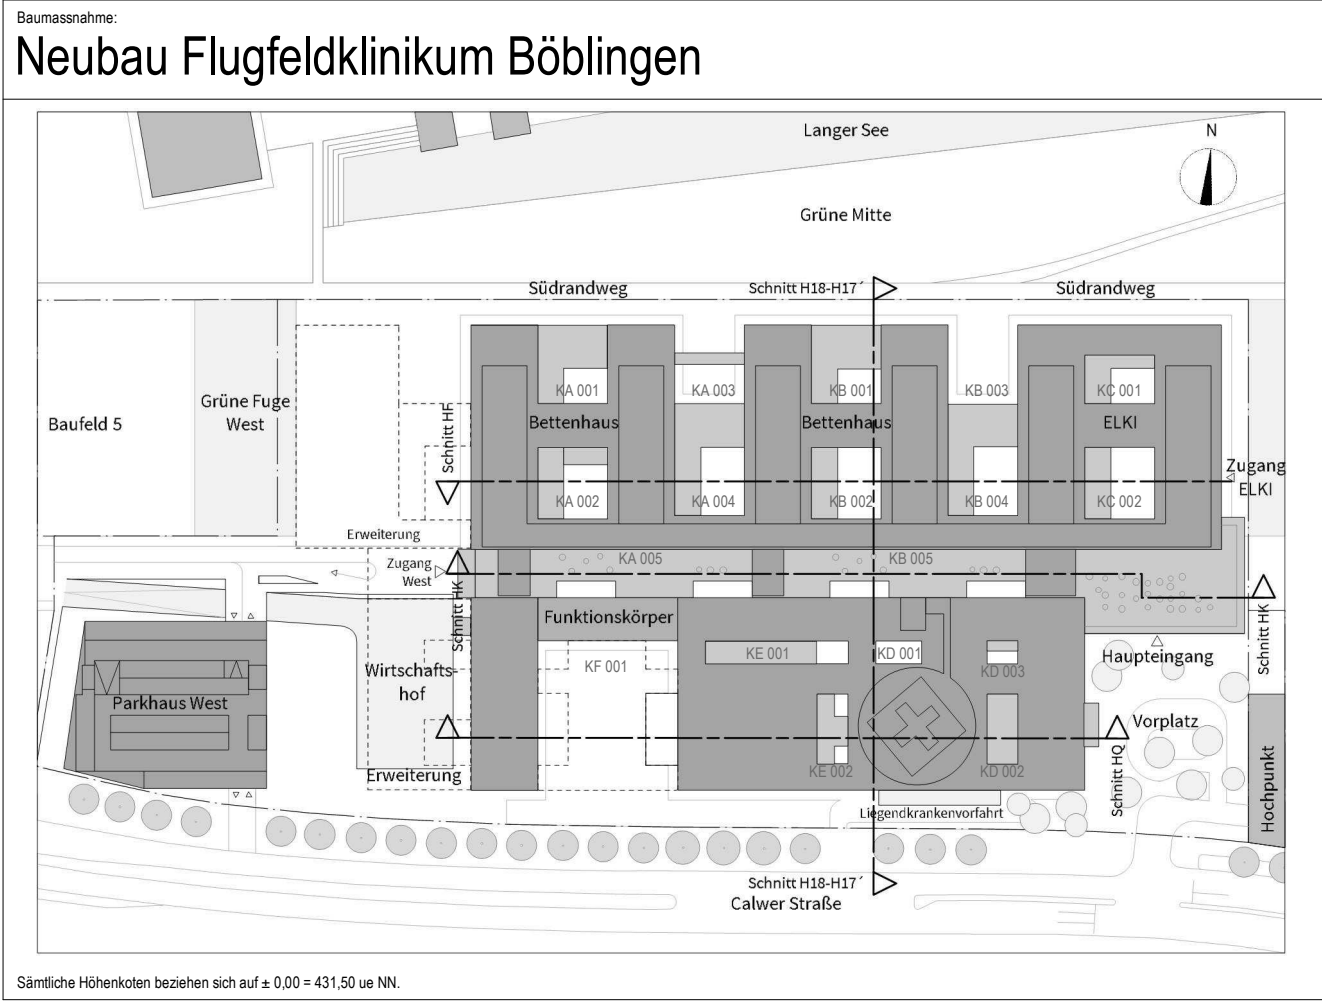 Baumassnahme:
Neubau Flugfeldklinikum Böblingen
Langer See
N
Grüne Mitte
Südrandweg
Schnitt H18-H17´
Südrandweg
KA 001
KA 003
KB 001
KB 003
KC 001
Grüne Fuge
West
Baufeld 5
Bettenhaus
Bettenhaus
ELKI
Schnitt HF
Zugang
ELKI
KA 002
KA 004
KB 002
KB 004
KC 002
Erweiterung
Zugang
West
KA 005
KB 005
Schnitt HK
Funktionskörper
Schnitt HK
KE 001
KD 001
Haupteingang
KF 001
KD 003
Wirtschafts-
hof
Parkhaus West
Vorplatz
Erweiterung
KE 002
KD 002
Schnitt HQ
Hochpunkt
Liegendkrankenvorfahrt
Schnitt H18-H17´
Calwer Straße
Sämtliche Höhenkoten beziehen sich auf ± 0,00 = 431,50 ue NN.